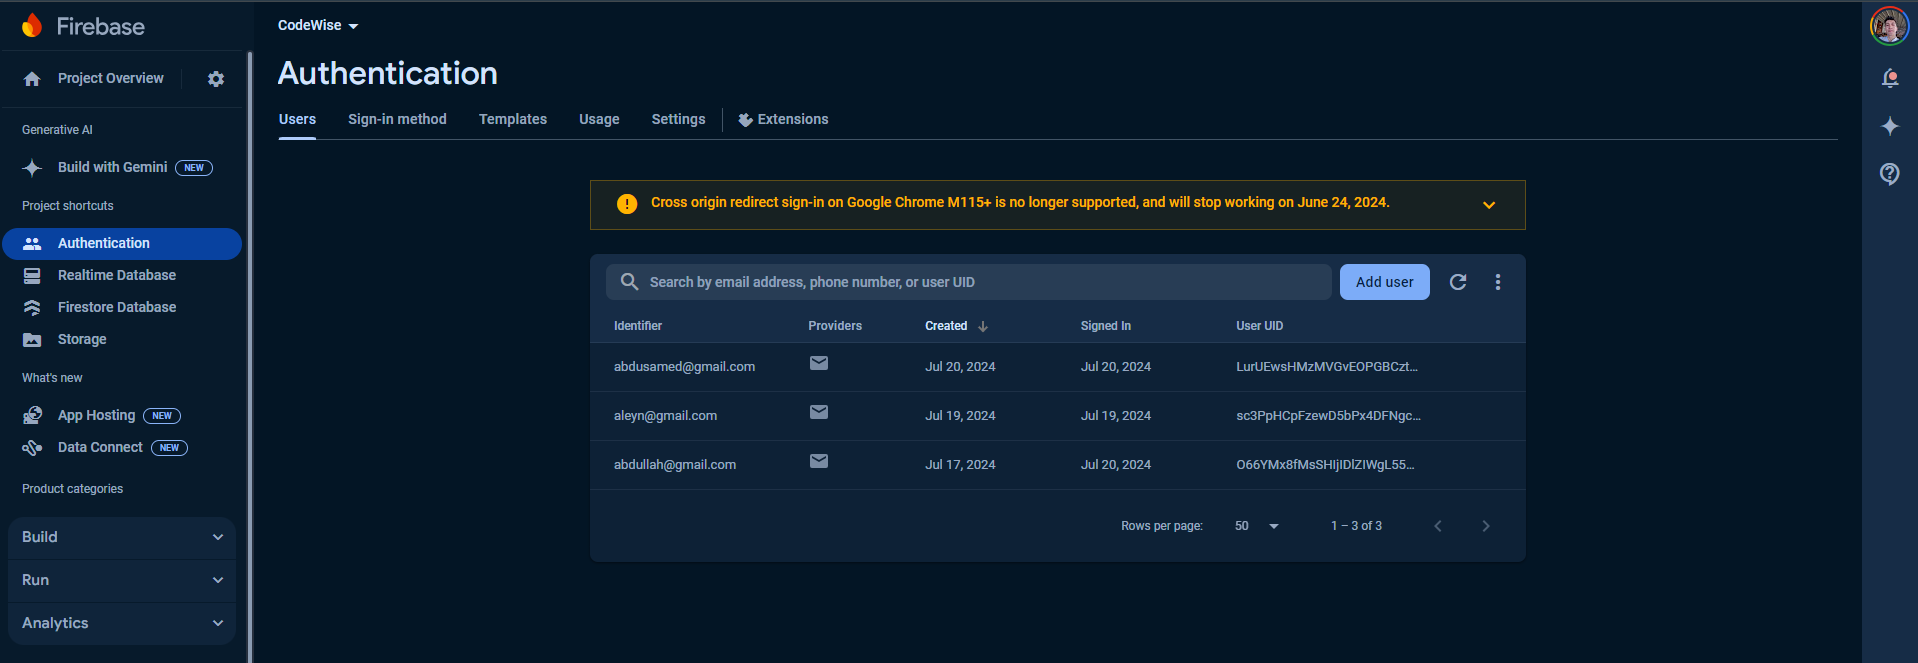 Firebase
CodeWise
Project Overview
Authentication
Users Sign-in method Templates Usage Settings Extensions
Generative AI
Build with Gemini NEW
Project shortcuts
Authentication
Realtime Database
Firestore Database
Storage
What's new
App Hosting NEW
Data Connect NEW
Product categories
Build
Run
Analytics
Cross origin redirect sign-in on Google Chrome M115+ is no longer supported, and will stop working on June 24, 2024.
Search by email address, phone number, or user UID Add user
Identifier Providers Created Signed In User UID
abdusamed@gmail.com Jul 20, 2024 Jul 20, 2024 LurUEwsHMzMVGvEOPGBCzt...
aleyn@gmail.com Jul 19, 2024 Jul 19, 2024 sc3PpHCpFzewD5bPx4DFNgc...
abdullah@gmail.com Jul 17, 2024 Jul 20, 2024 O66YMx8fMsSHIjIDlZIWgL55...
Rows per page: 50 1 – 3 of 3